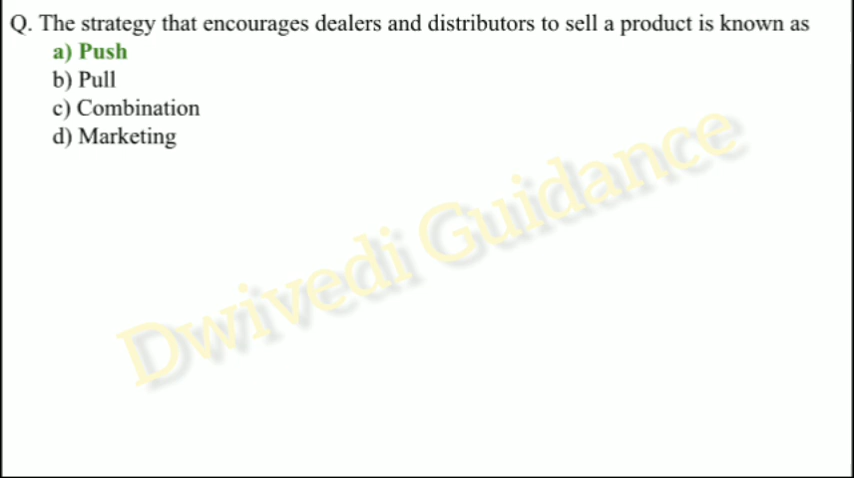 Q. The strategy that encourages dealers and distributors to sell a product is known as
a) Push
b) Pull
c) Combination
d) Marketing
Dwivedi Guidance